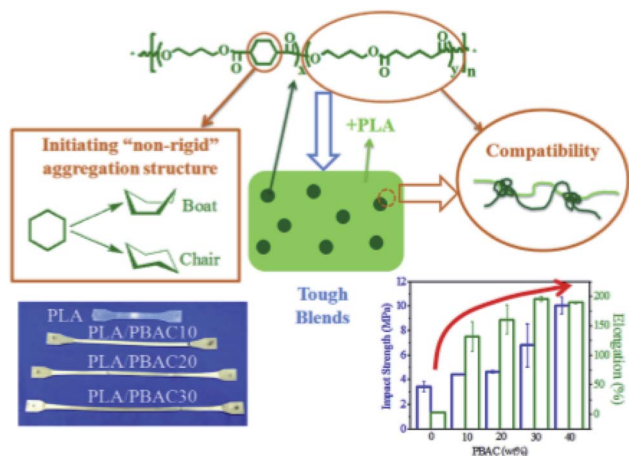 O
O
O
O
x
y
n
+PLA
Initiating “non-rigid”
aggregation structure
Boat
Chair
Compatibility
Tough
Blends
PLA
PLA/PBAC10
PLA/PBAC20
PLA/PBAC30
Impact Strength (MPa)
12
10
8
6
4
2
0
Elongation (%)
200
150
100
50
0
0 10 20 30 40
PBAC (wt%)